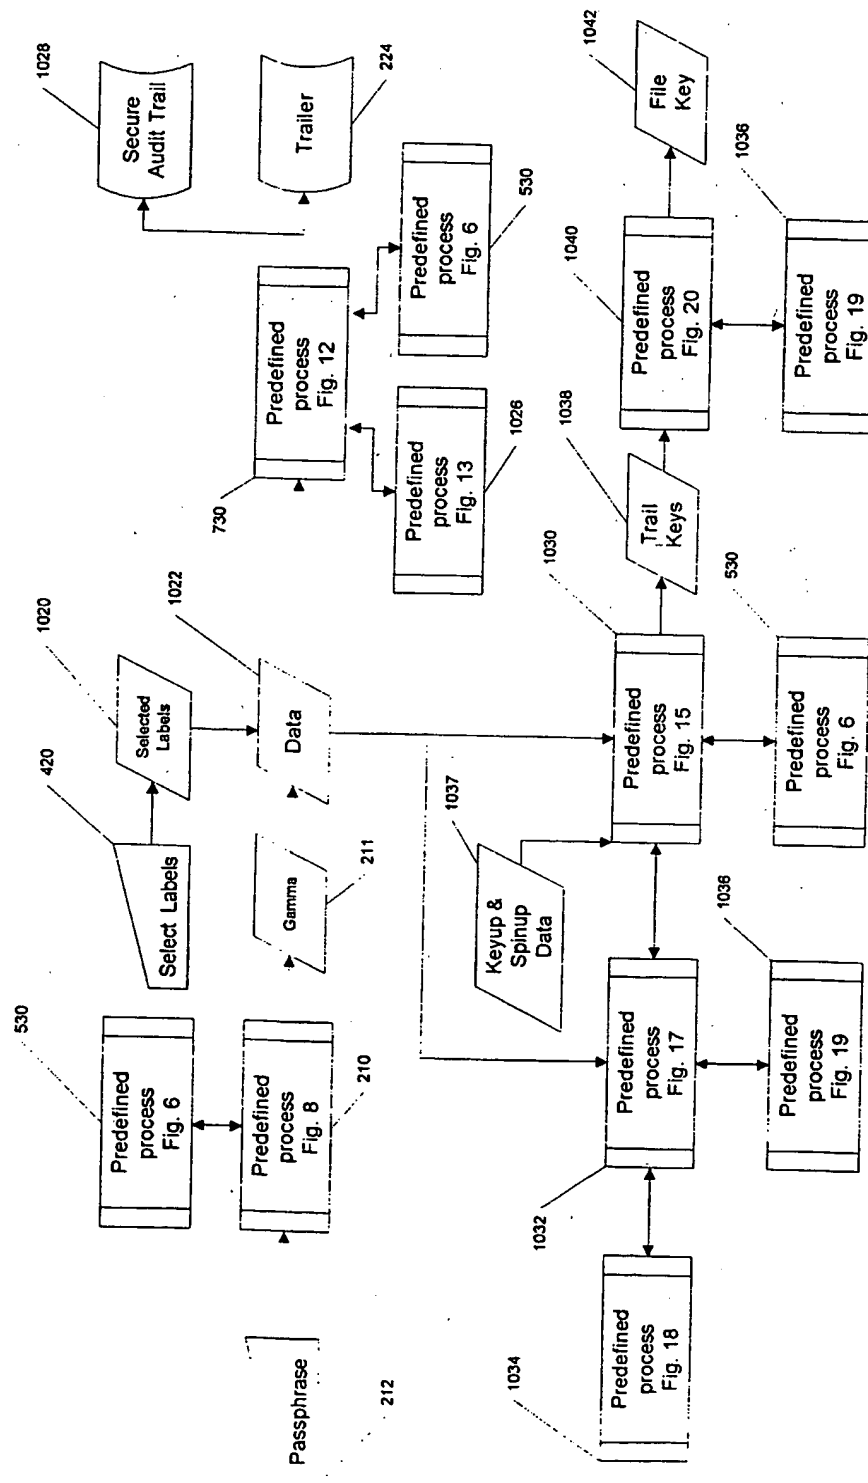 530
Predefined
process
Fig. 6
420
Select Labels
1020
Selected
Labels
1028
Secure
Audit Trail
Passphrase
212
Predefined
process
Fig. 8
210
Gamma
211
Data
1022
730
Predefined
process
Fig. 12
Trailer
224
Predefined
process
Fig. 13
1026
Predefined
process
Fig. 6
530
1037
Keyup &
Spinup
Data
1034
Predefined
process
Fig. 18
1032
Predefined
process
Fig. 17
1030
Predefined
process
Fig. 15
1038
Trail
Keys
1040
Predefined
process
Fig. 20
File
Key
1042
Predefined
process
Fig. 19
1036
Predefined
process
Fig. 6
530
Predefined
process
Fig. 19
1036